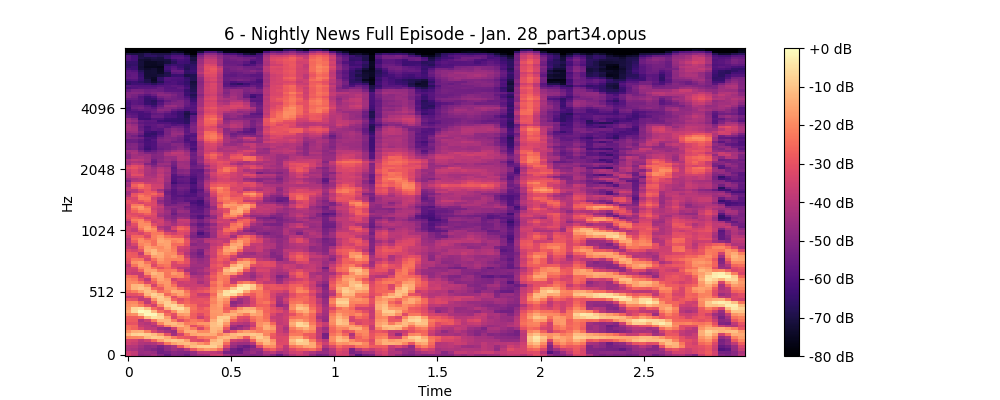 6 - Nightly News Full Episode - Jan. 28_part34.opus
+0 dB
-10 dB
-20 dB
-30 dB
-40 dB
-50 dB
-60 dB
-70 dB
-80 dB
4096
2048
1024
512
0
Hz
0
0.5
1
1.5
2
2.5
Time